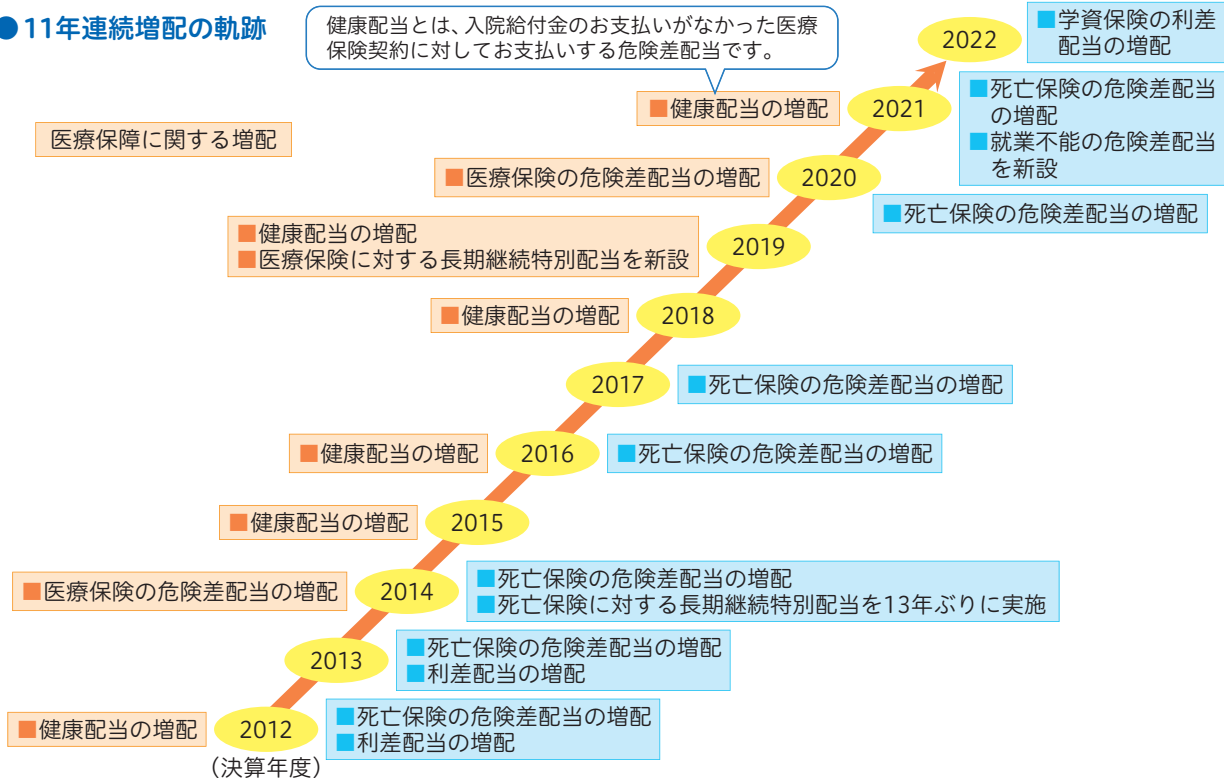 ●11年連続増配の軌跡
健康配当とは、入院給付金のお支払いがなかった医療
保険契約に対してお支払いする危険差配当です。
医療保障に関する増配
2022
■学資保険の利差
配当の増配
■健康配当の増配
2021
■死亡保険の危険差配当
の増配
■就業不能の危険差配当
を新設
■医療保険の危険差配当の増配
2020
■死亡保険の危険差配当の増配
■健康配当の増配
■医療保険に対する長期継続特別配当を新設
2019
■健康配当の増配
2018
2017
■死亡保険の危険差配当の増配
■健康配当の増配
2016
■死亡保険の危険差配当の増配
■健康配当の増配
2015
■医療保険の危険差配当の増配
2014
■死亡保険の危険差配当の増配
■死亡保険に対する長期継続特別配当を13年ぶりに実施
2013
■死亡保険の危険差配当の増配
■利差配当の増配
■健康配当の増配
2012
■死亡保険の危険差配当の増配
■利差配当の増配
（決算年度）